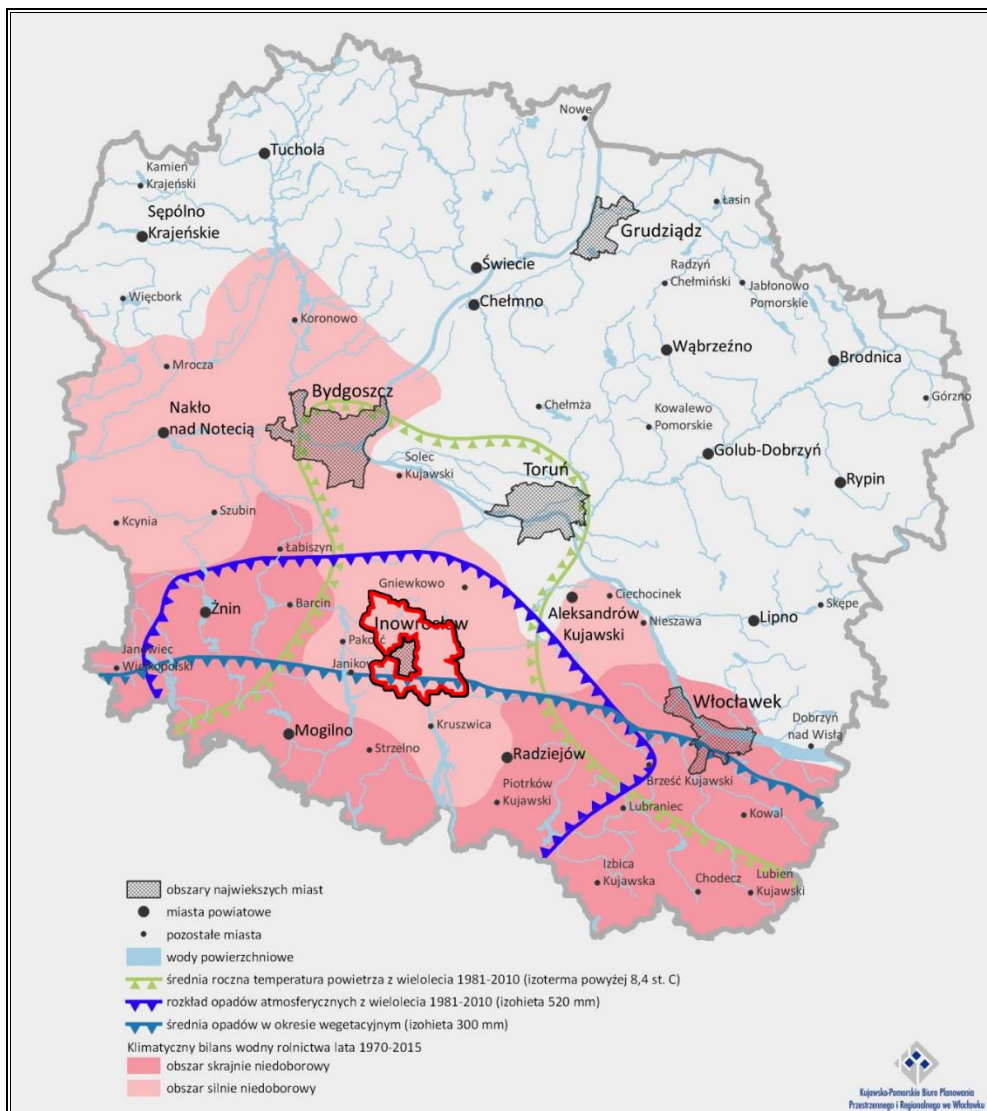 Nowe
Tuchola
Kamień
Krajeński
Łasin
Sępólno
Krajeńskie
Grudziądz
Świecie
Radzyń
Chełmiński
Jabłonowo
Pomorskie
Więcbork
Chełmno
Koronowo
Wąbrzeźno
Brodnica
Mrocza
Bydgoszcz
Górzno
Chełmża
Kowalewo
Pomorskie
Nakło
nad Notecią
Golub-Dobrzyń
Solec
Kujawski
Toruń
Rypin
Szubin
Kcynia
Łabiszyn
Gniewkowo
Ciechocinek
Aleksandrów
Kujawski
Skępe
Żnin
Barcin
Inowrocław
Nieszawa
Lipno
Pakość
Janowiec
Wielkopolski
Janikowo
Włocławek
Kruszwica
Dobrzyń
nad Wisłą
Mogilno
Strzelno
Radziejów
Brześć Kujawski
Piotrków
Kujawski
Lubraniec
Kowal
Izbica
Kujawska
Chodecz
Lubień
Kujawski
obszary najwiekszych miast
miasta powiatowe
pozostałe miasta
wody powierzchniowe
średnia roczna temperatura powietrza z wielolecia 1981-2010 (izoterma powyżej 8,4 st. C)
rozkład opadów atmosferycznych z wielolecia 1981-2010 (izohieta 520 mm)
średnia opadów w okresie wegetacyjnym (izohieta 300 mm)
Klimatyczny bilans wodny rolnictwa lata 1970-2015
obszar skrajnie niedoborowy
obszar silnie niedoborowy
Kujawsko-Pomorskie Biuro Planowania
Przestrzennego i Regionalnego we Włocławku